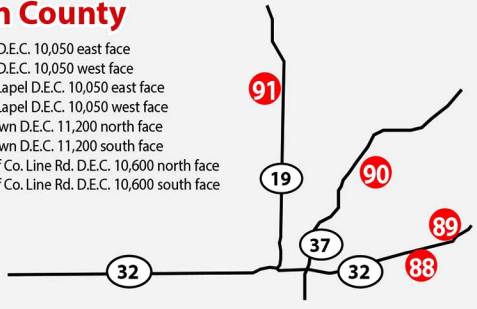 n County
D.E.C. 10,050 east face
D.E.C. 10,050 west face
Lapel D.E.C. 10,050 east face
Lapel D.E.C. 10,050 west face
wn D.E.C. 11,200 north face
wn D.E.C. 11,200 south face
f Co. Line Rd. D.E.C. 10,600 north face
f Co. Line Rd. D.E.C. 10,600 south face
91
19
90
89
37
32
32
88